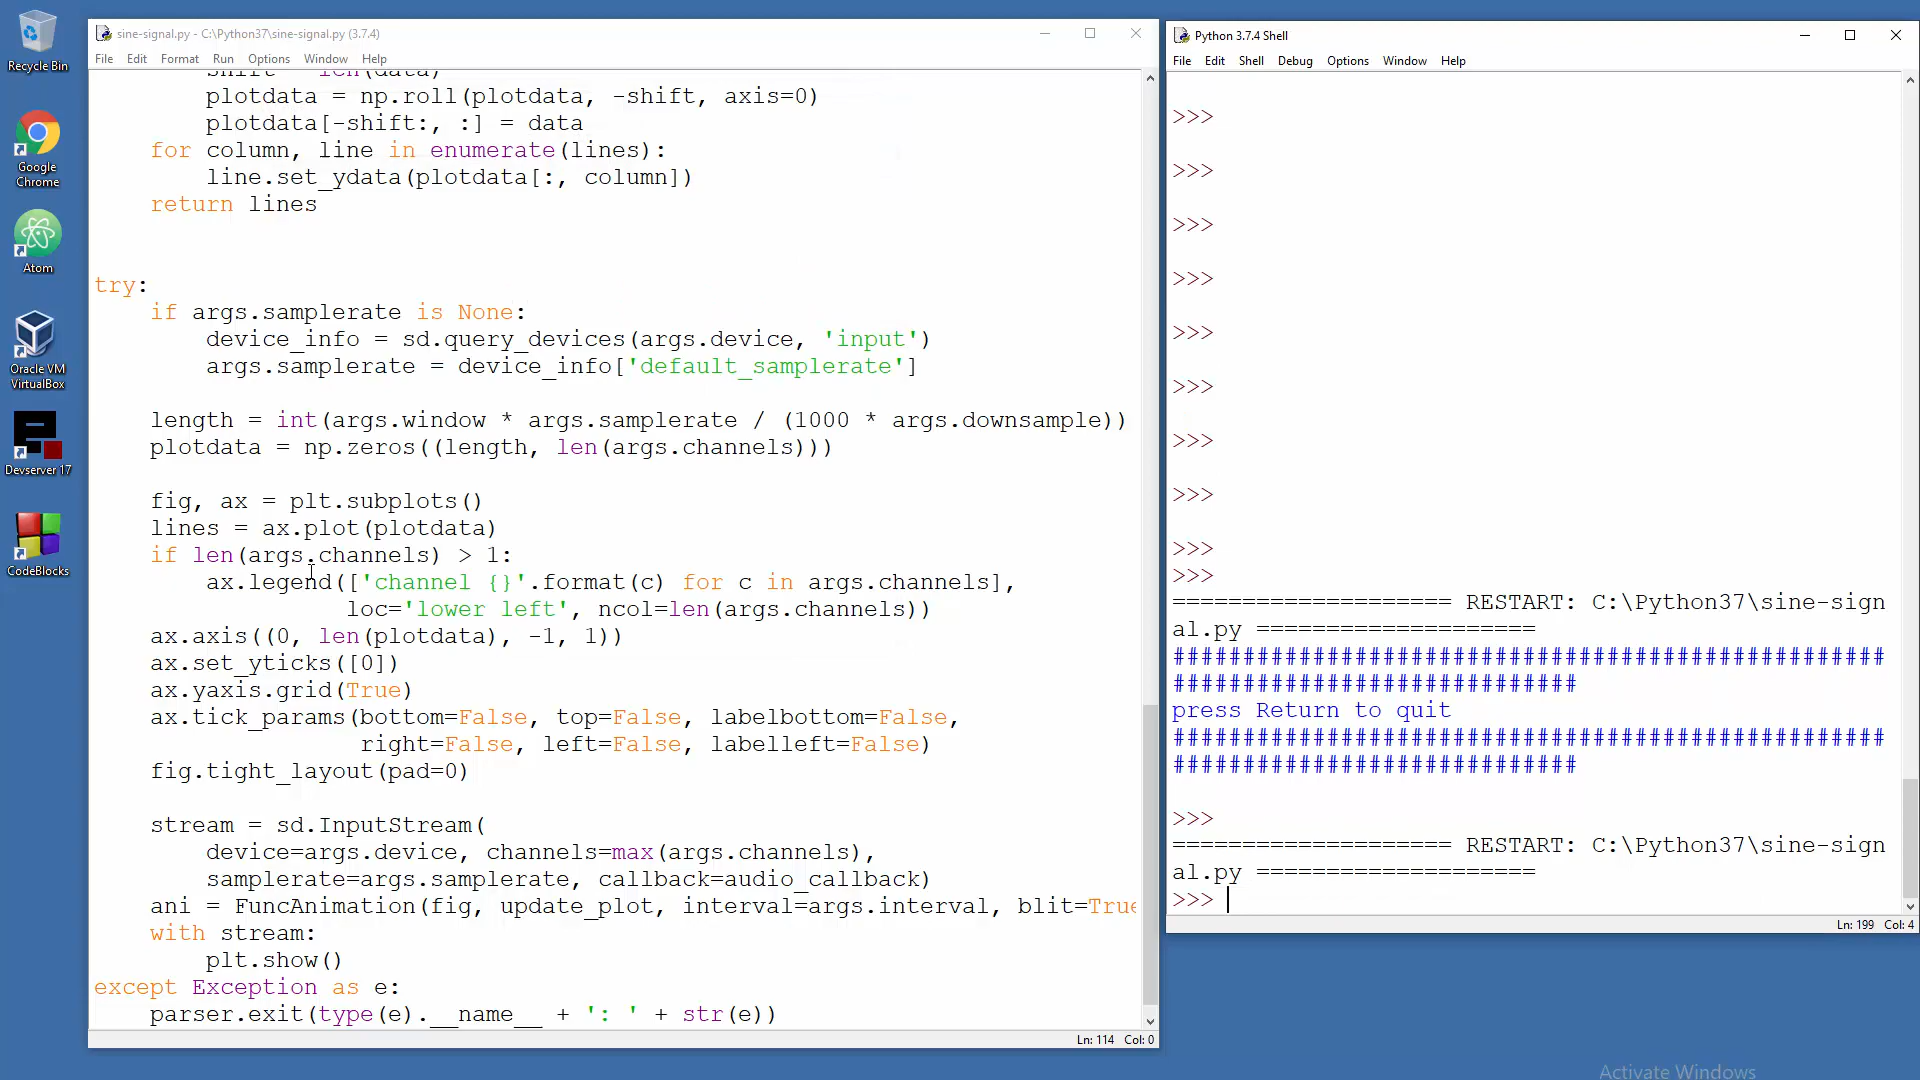 Recycle Bin
Google
Chrome
Atom
Oracle VM
VirtualBox
Devserver 17
CodeBlocks
sine-signal.py - C:\Python37\sine-signal.py (3.7.4)
File Edit Format Run Options Window Help
shift = len(data)
plotdata = np.roll(plotdata, -shift, axis=0)
plotdata[-shift:, :] = data
for column, line in enumerate(lines):
line.set_ydata(plotdata[:, column])
return lines
try:
if args.samplerate is None:
device_info = sd.query_devices(args.device, 'input')
args.samplerate = device_info['default_samplerate']
length = int(args.window * args.samplerate / (1000 * args.downsample))
plotdata = np.zeros((length, len(args.channels)))
fig, ax = plt.subplots()
lines = ax.plot(plotdata)
if len(args.channels) > 1:
ax.legend(['channel {}'.format(c) for c in args.channels],
loc='lower left', ncol=len(args.channels))
ax.axis((0, len(plotdata), -1, 1))
ax.set_yticks([0])
ax.yaxis.grid(True)
ax.tick_params(bottom=False, top=False, labelbottom=False,
right=False, left=False, labelleft=False)
fig.tight_layout(pad=0)
stream = sd.InputStream(
device=args.device, channels=max(args.channels),
samplerate=args.samplerate, callback=audio_callback)
ani = FuncAnimation(fig, update_plot, interval=args.interval, blit=True
with stream:
plt.show()
except Exception as e:
parser.exit(type(e).__name__ + ': ' + str(e))
Ln: 114 Col: 0
Python 3.7.4 Shell
File Edit Shell Debug Options Window Help
>>>
>>>
>>>
>>>
>>>
>>>
>>>
>>>
>>>
>>>
==================== RESTART: C:\Python37\sine-sign
al.py ====================
###################################################
#############################
press Return to quit
###################################################
#############################
>>>
==================== RESTART: C:\Python37\sine-sign
al.py ====================
>>>
Ln: 199 Col: 4
Activate Windows